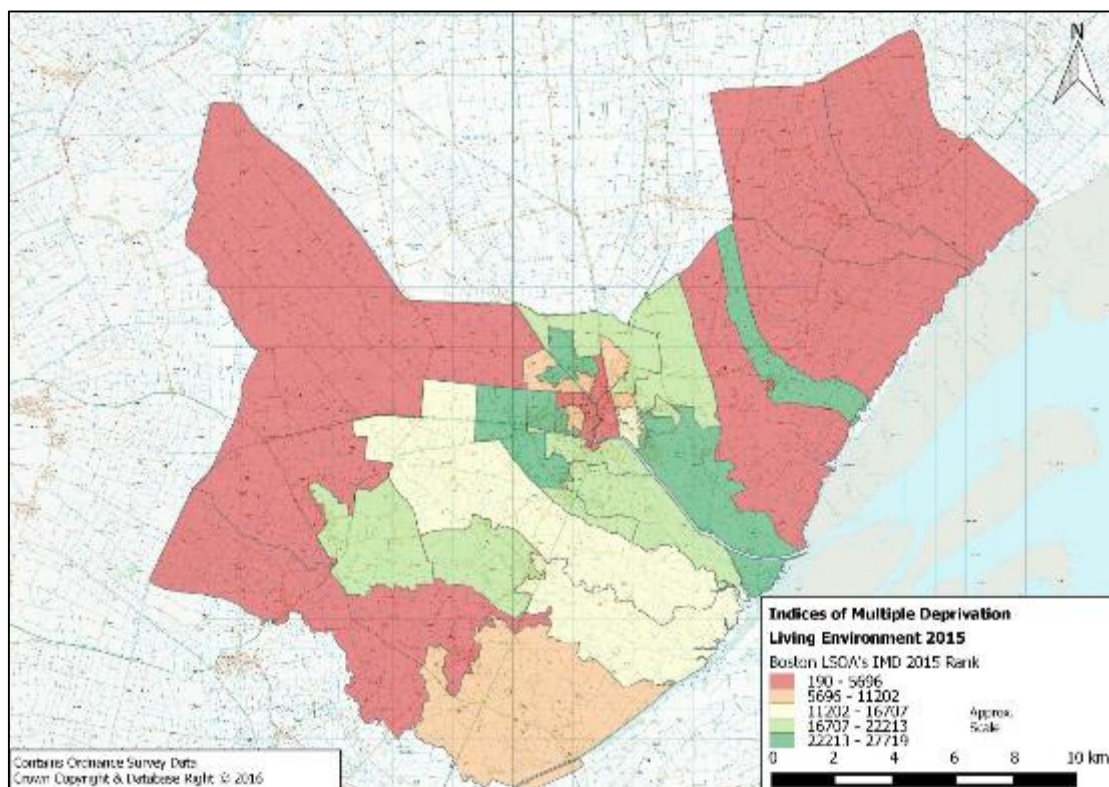 N
Indices of Multiple Deprivation
Living Environment 2015
Boston LSOA's IMD 2015 Rank
190 - 5696
5696 - 11202
11202 - 16707
16707 - 22213
22213 - 27719
Approx.
Scale
0 2 4 6 8 10 km
Contains Ordnance Survey Data
Crown Copyright & Database Right © 2016